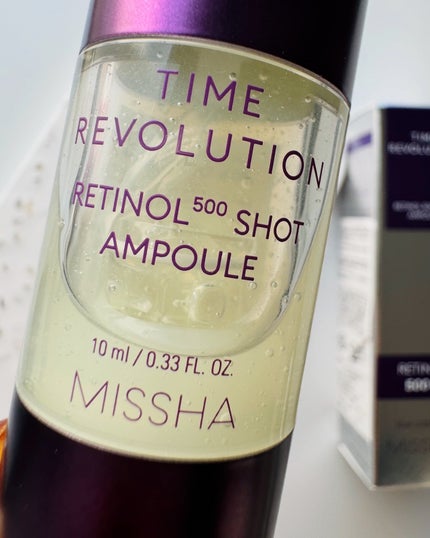 TIME
REVOLUTION
RETINOL⁵⁰⁰ SHOT
AMPOULE
10 ml / 0.33 FL. OZ.
MISSHA